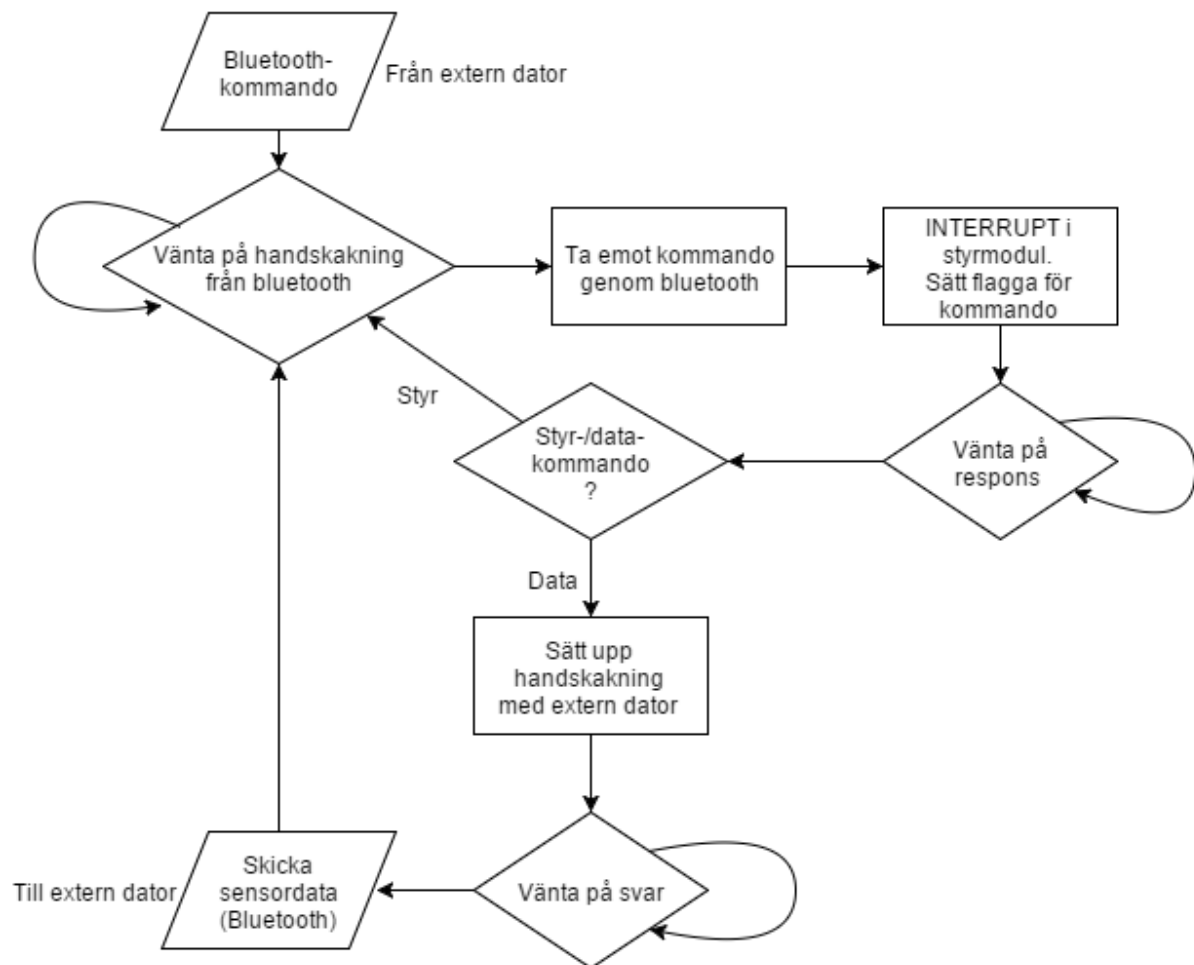 Bluetooth-
kommando
Från extern dator
Vänta på handskakning
från bluetooth
Ta emot kommando
genom bluetooth
INTERRUPT i
styrmodul.
Sätt flagga för
kommando
Vänta på
respons
Styr-/data-
kommando
?
Styr
Data
Sätt upp
handskakning
med extern dator
Vänta på svar
Skicka
sensordata
(Bluetooth)
Till extern dator